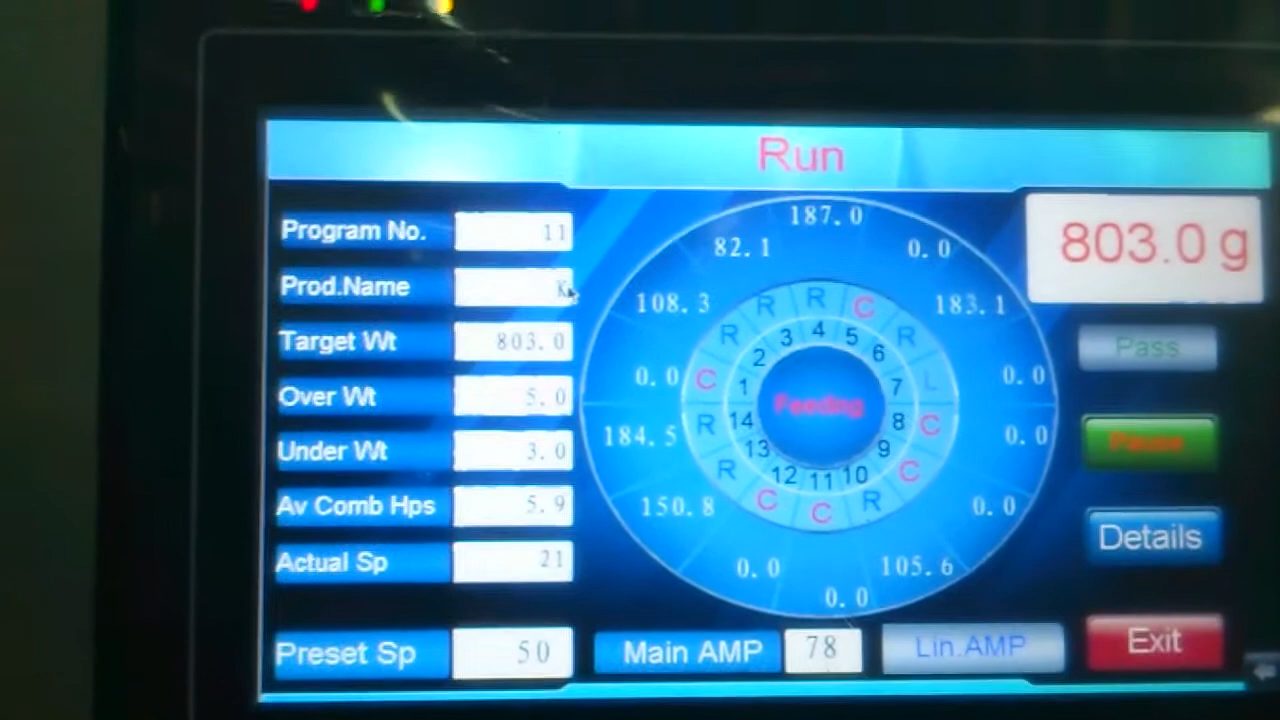 Run
Program No. 11
Prod.Name K
Target Wt 803.0
Over Wt 5.0
Under Wt 3.0
Av Comb Hps 5.9
Actual Sp 21
Preset Sp 50
Main AMP 78
Lin.AMP
187.0
82.1 0.0
108.3 183.1
0.0 0.0
184.5 0.0
150.8 0.0
0.0 105.6
0.0
R R C
R R
C L
R C
R C
C C R
3 4 5
2 6
1 7
14 8
13 9
12 11 10
Feeding
803.0 g
Pass
Pause
Details
Exit